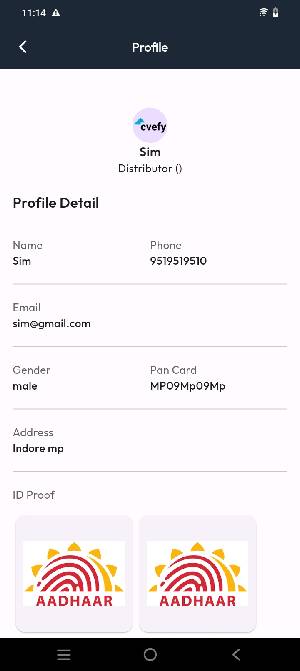 11:14
Profile
cvefy
Sim
Distributor ()
Profile Detail
Name Phone
Sim 9519519510
Email
sim@gmail.com
Gender Pan Card
male MP09Mp09Mp
Address
Indore mp
ID Proof
AADHAAR AADHAAR